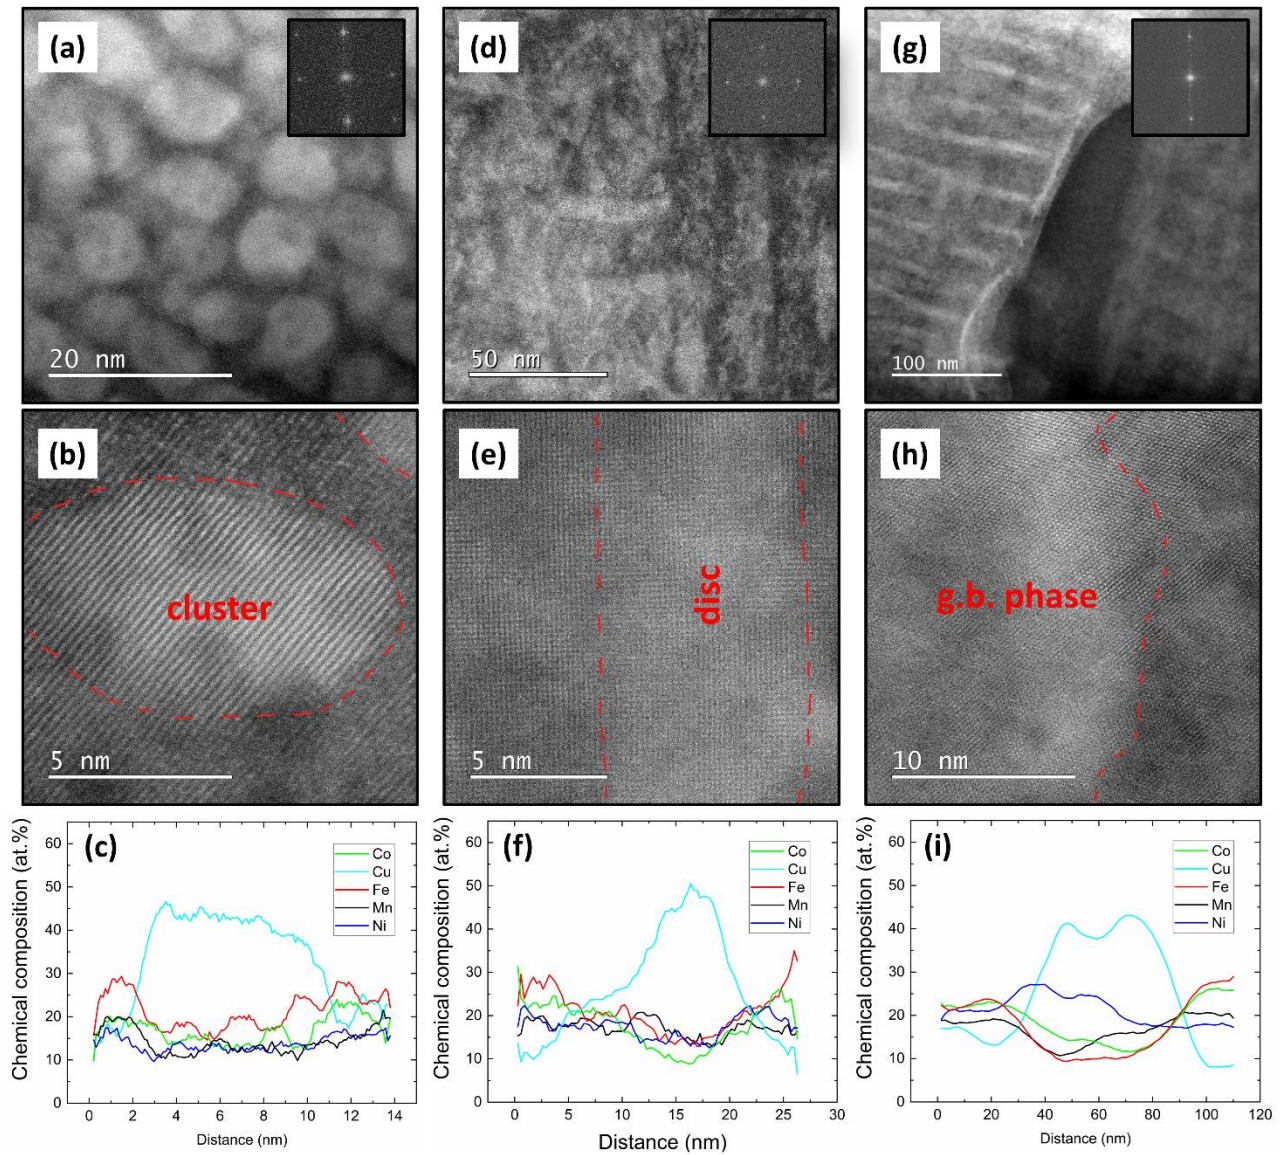 (a)
20 nm
(d)
50 nm
(g)
100 nm
(b)
cluster
5 nm
(e)
disc
5 nm
(h)
g.b. phase
10 nm
(c)
Chemical composition (at.%)
60
50
40
30
20
10
0
Co
Cu
Fe
Mn
Ni
0 2 4 6 8 10 12 14
Distance (nm)
(f)
Chemical composition (at.%)
60
50
40
30
20
10
0
Co
Cu
Fe
Mn
Ni
0 5 10 15 20 25 30
Distance (nm)
(i)
Chemical composition (at.%)
60
50
40
30
20
10
0
Co
Cu
Fe
Mn
Ni
0 20 40 60 80 100 120
Distance (nm)